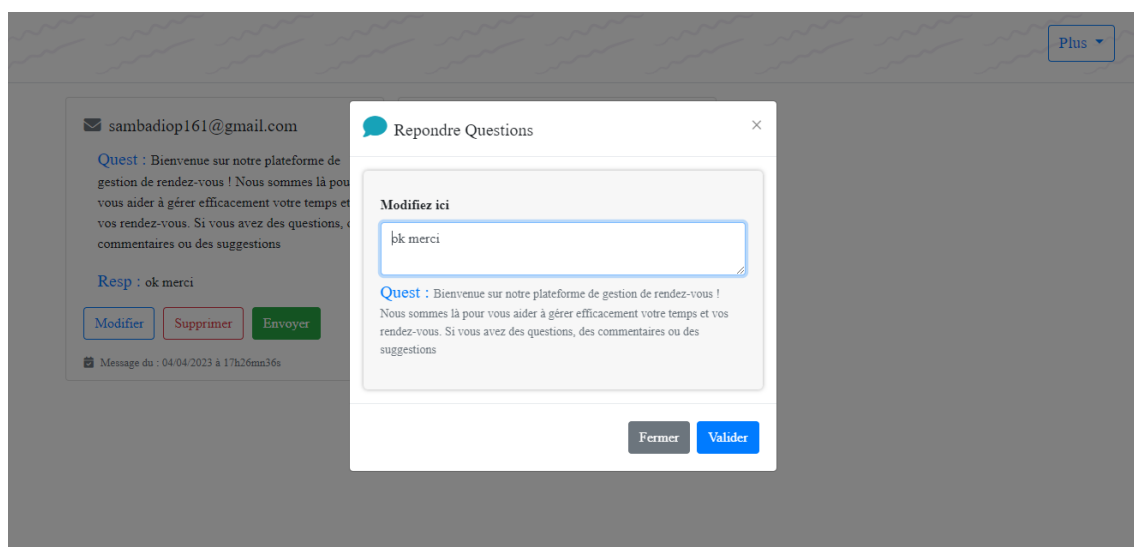 Plus
sambadiop161@gmail.com
Quest : Bienvenue sur notre plateforme de
gestion de rendez-vous ! Nous sommes là pou
vous aider à gérer efficacement votre temps et
vos rendez-vous. Si vous avez des questions,
commentaires ou des suggestions
Resp : ok merci
Modifier Supprimer Envoyer
Message du : 04/04/2023 à 17h26mn36s
Repondre Questions
×
Modifiez ici
ok merci
Quest : Bienvenue sur notre plateforme de gestion de rendez-vous !
Nous sommes là pour vous aider à gérer efficacement votre temps et vos
rendez-vous. Si vous avez des questions, des commentaires ou des
suggestions
Fermer Valider